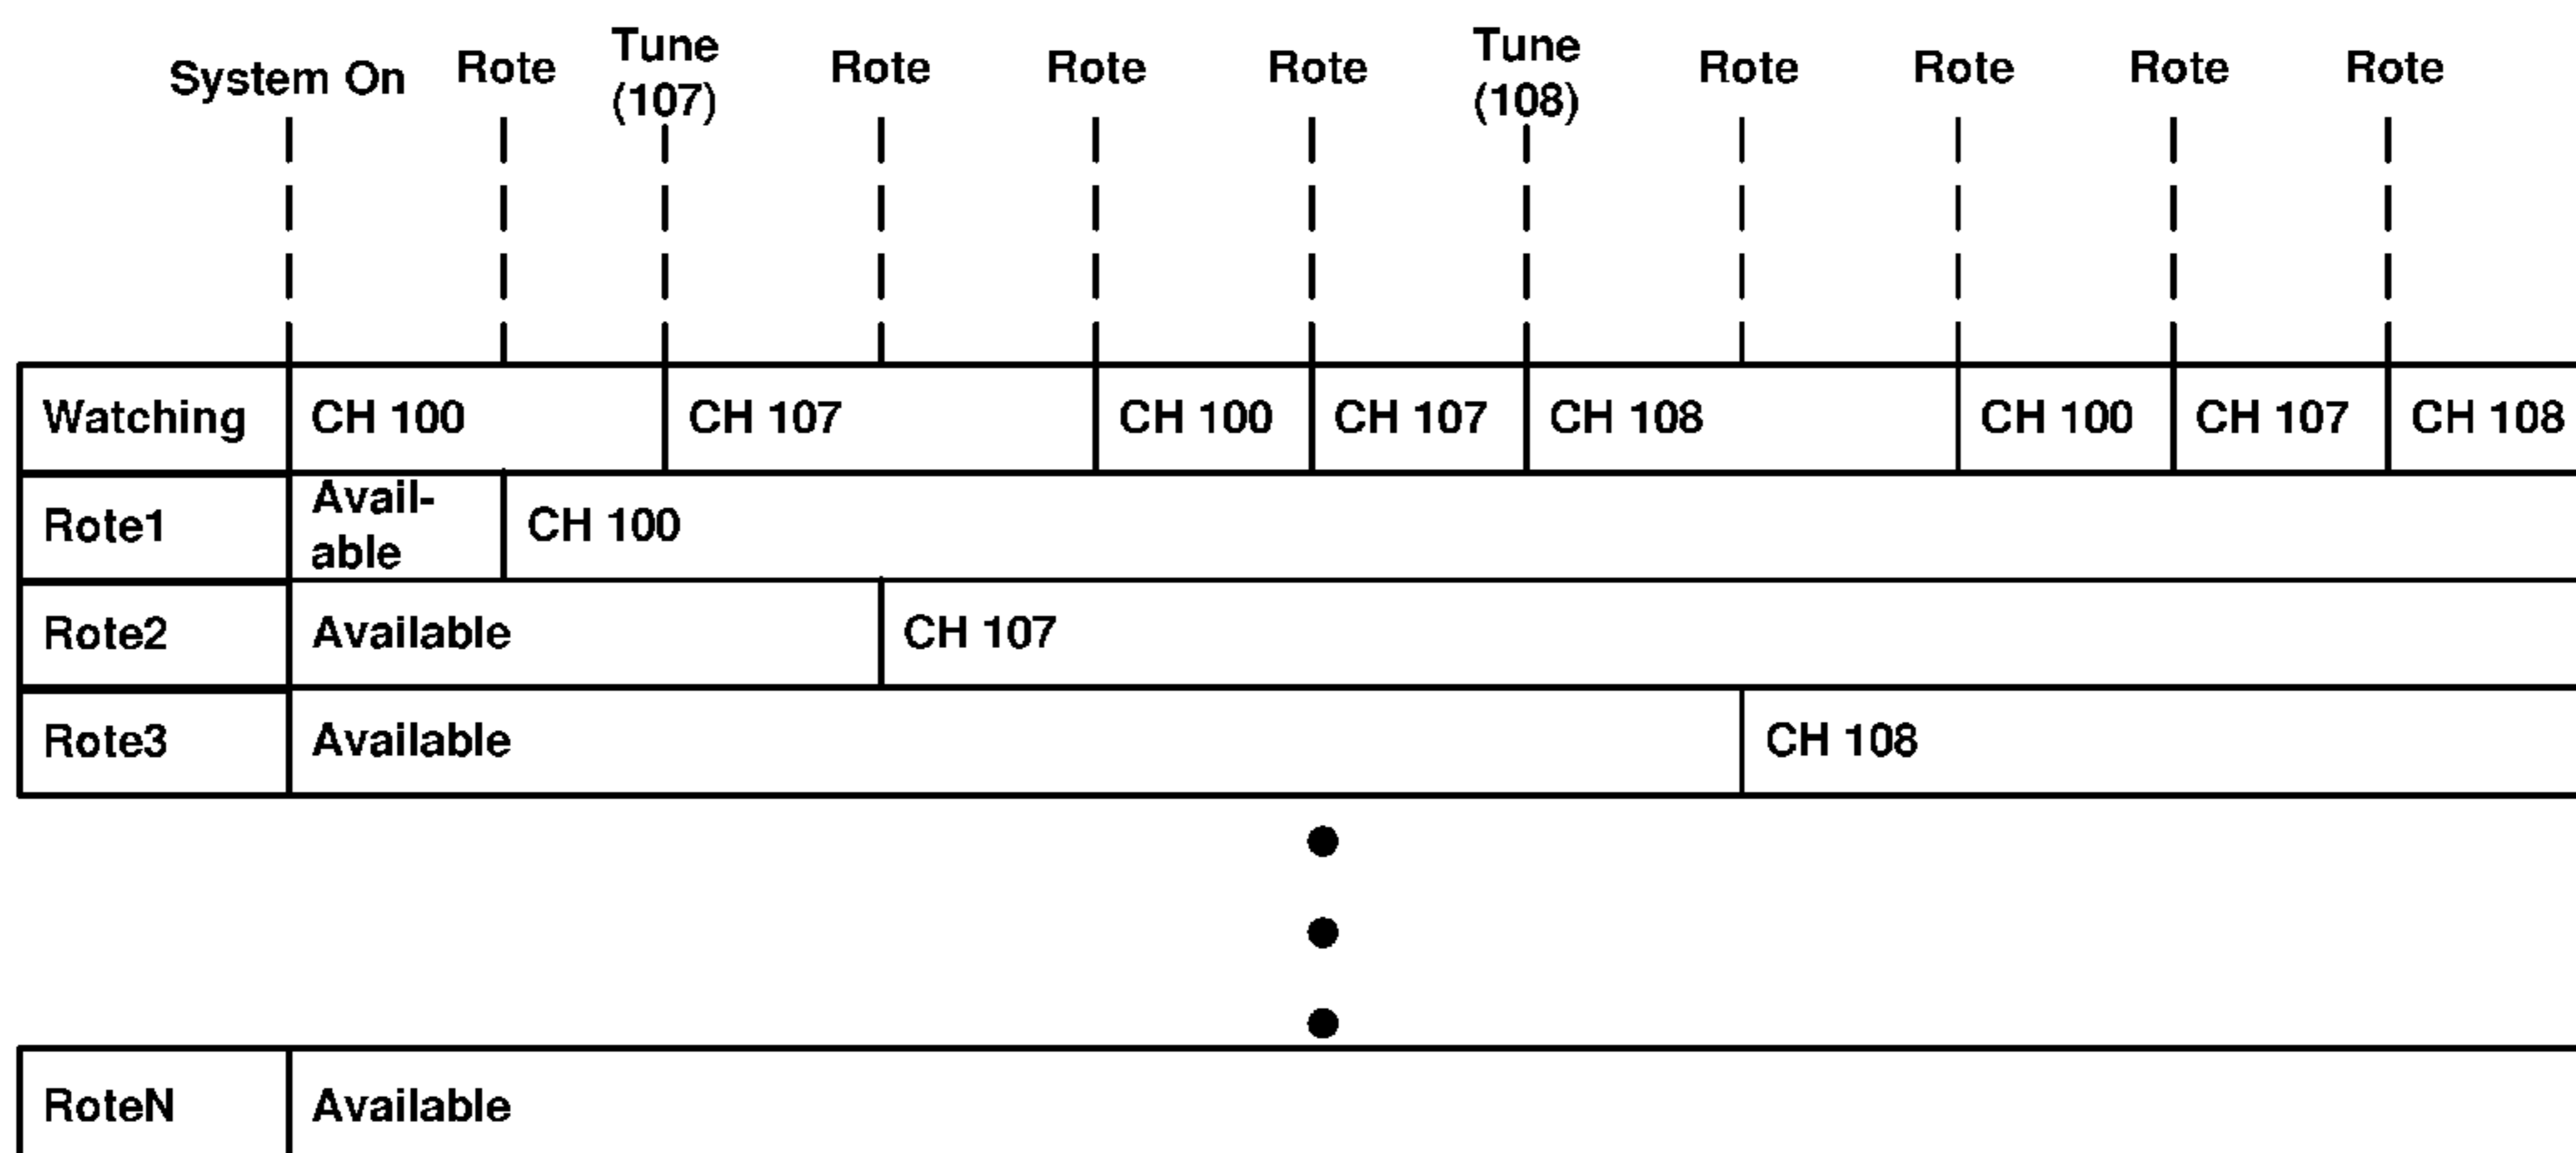 System On
Rote
Tune
(107)
Rote
Rote
Rote
Tune
(108)
Rote
Rote
Rote
Rote
Watching
CH 100
CH 107
CH 100
CH 107
CH 108
CH 100
CH 107
CH 108
Rote1
Avail-
able
CH 100
Rote2
Available
CH 107
Rote3
Available
CH 108
RoteN
Available